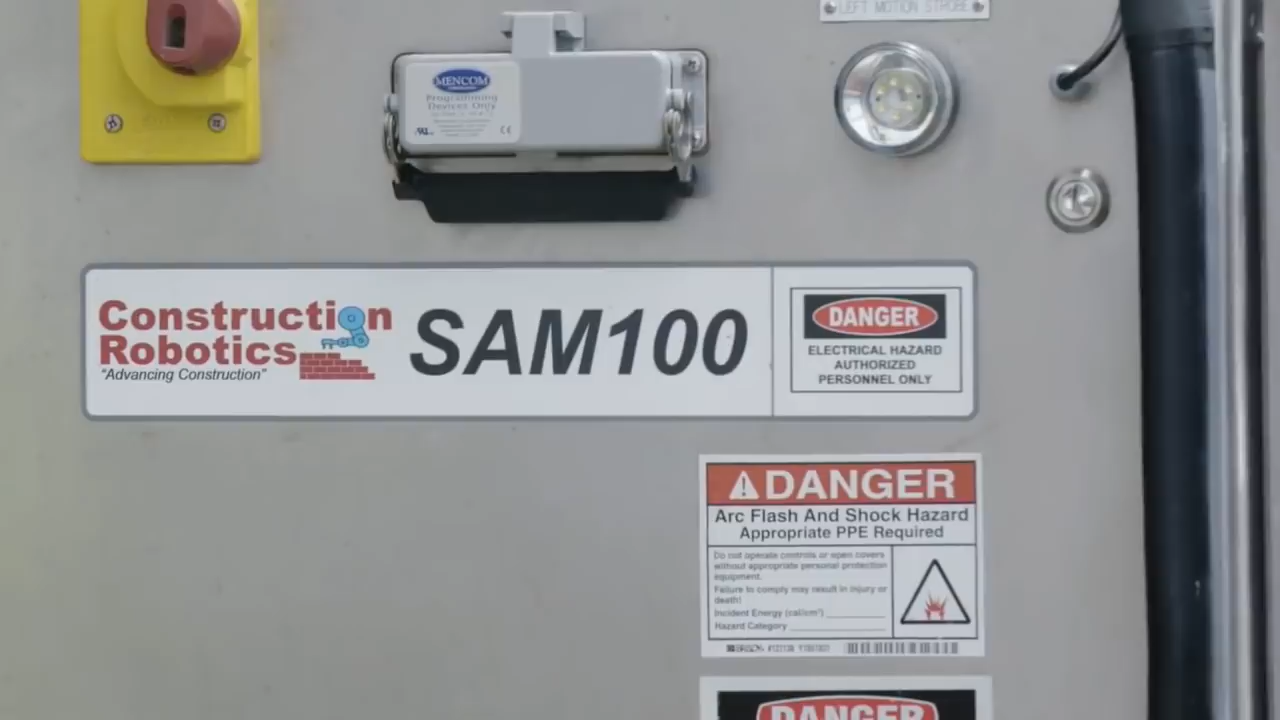 LEFT MOTION STROBE
MENCOM
Programming
Devices Only
Construction
Robotics
"Advancing Construction"
SAM100
DANGER
ELECTRICAL HAZARD
AUTHORIZED
PERSONNEL ONLY
DANGER
Arc Flash And Shock Hazard
Appropriate PPE Required
Do not operate controls or open covers
without appropriate personal protection
equipment.
Failure to comply may result in injury or
death!
Incident Energy (cal/cm²)
Hazard Category
BRADY
DANGER